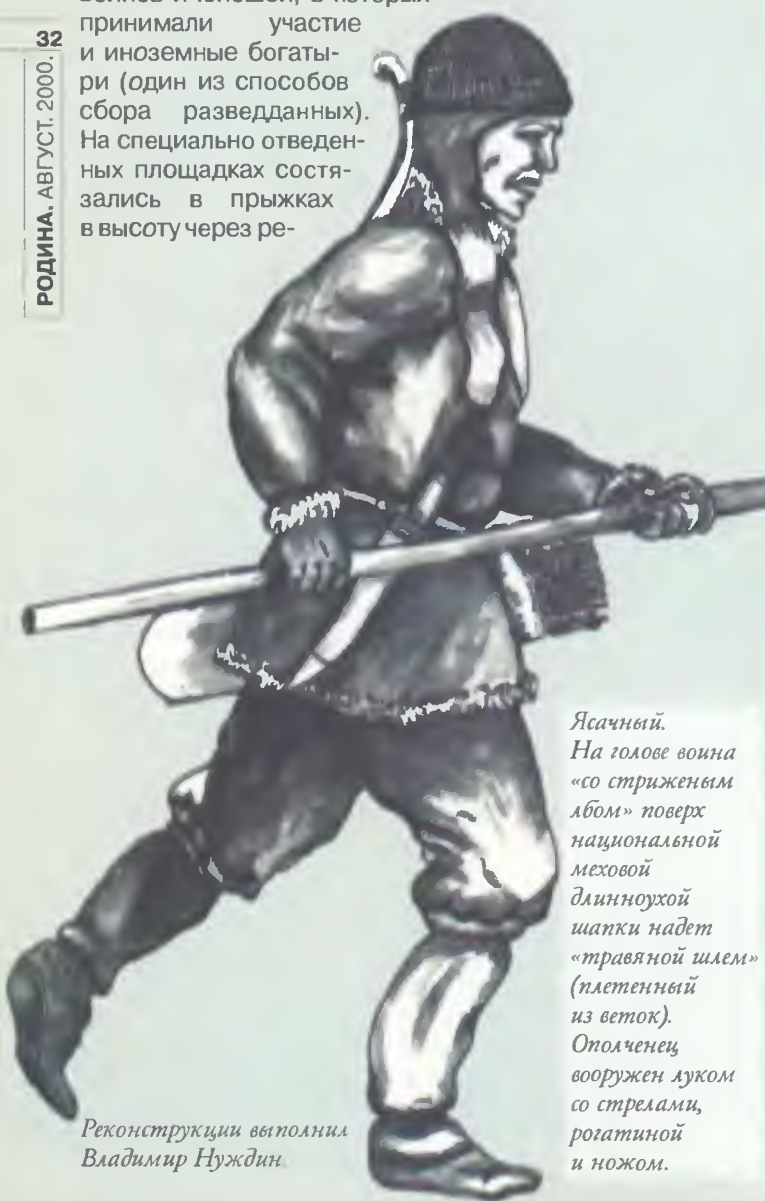 32
РОДИНА. АВГУСТ. 2000.
принимали участие
и иноземные богаты-
ри (один из способов
сбора разведданных).
На специально отведен-
ных площадках состя-
зались в прыжках
в высоту через ре-
Ясачный.
На голове воина
«со стриженым
лбом» поверх
национальной
меховой
длинноухой
шапки надет
«травяной шлем»
(плетенный
из веток).
Ополченец
вооружен луком
со стрелами,
рогатиной
и ножом.
Реконструкции выполнил
Владимир Нуждин